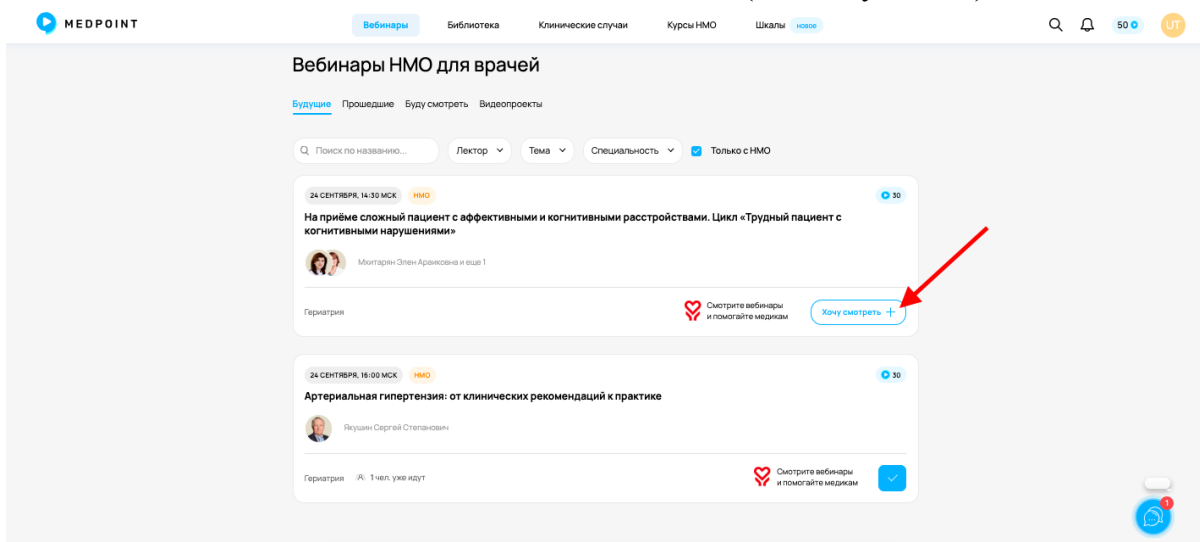 MEDPOINT
Вебинары Библиотека Клинические случаи Курсы НМО Шкалы новое 50 UT
Вебинары НМО для врачей
Будущие Прошедшие Буду смотреть Видеопроекты
Поиск по названию... Лектор Тема Специальность Только с НМО
24 СЕНТЯБРЯ, 14:30 МСК НМО 30
На приёме сложный пациент с аффективными и когнитивными расстройствами. Цикл «Трудный пациент с
когнитивными нарушениями»
Мхитарян Элен Араиковна и еще 1
Гериатрия
Смотрите вебинары
и помогайте медикам
Хочу смотреть +
24 СЕНТЯБРЯ, 16:00 МСК НМО 30
Артериальная гипертензия: от клинических рекомендаций к практике
Якушин Сергей Степанович
Гериатрия 1 чел. уже идут
Смотрите вебинары
и помогайте медикам
1